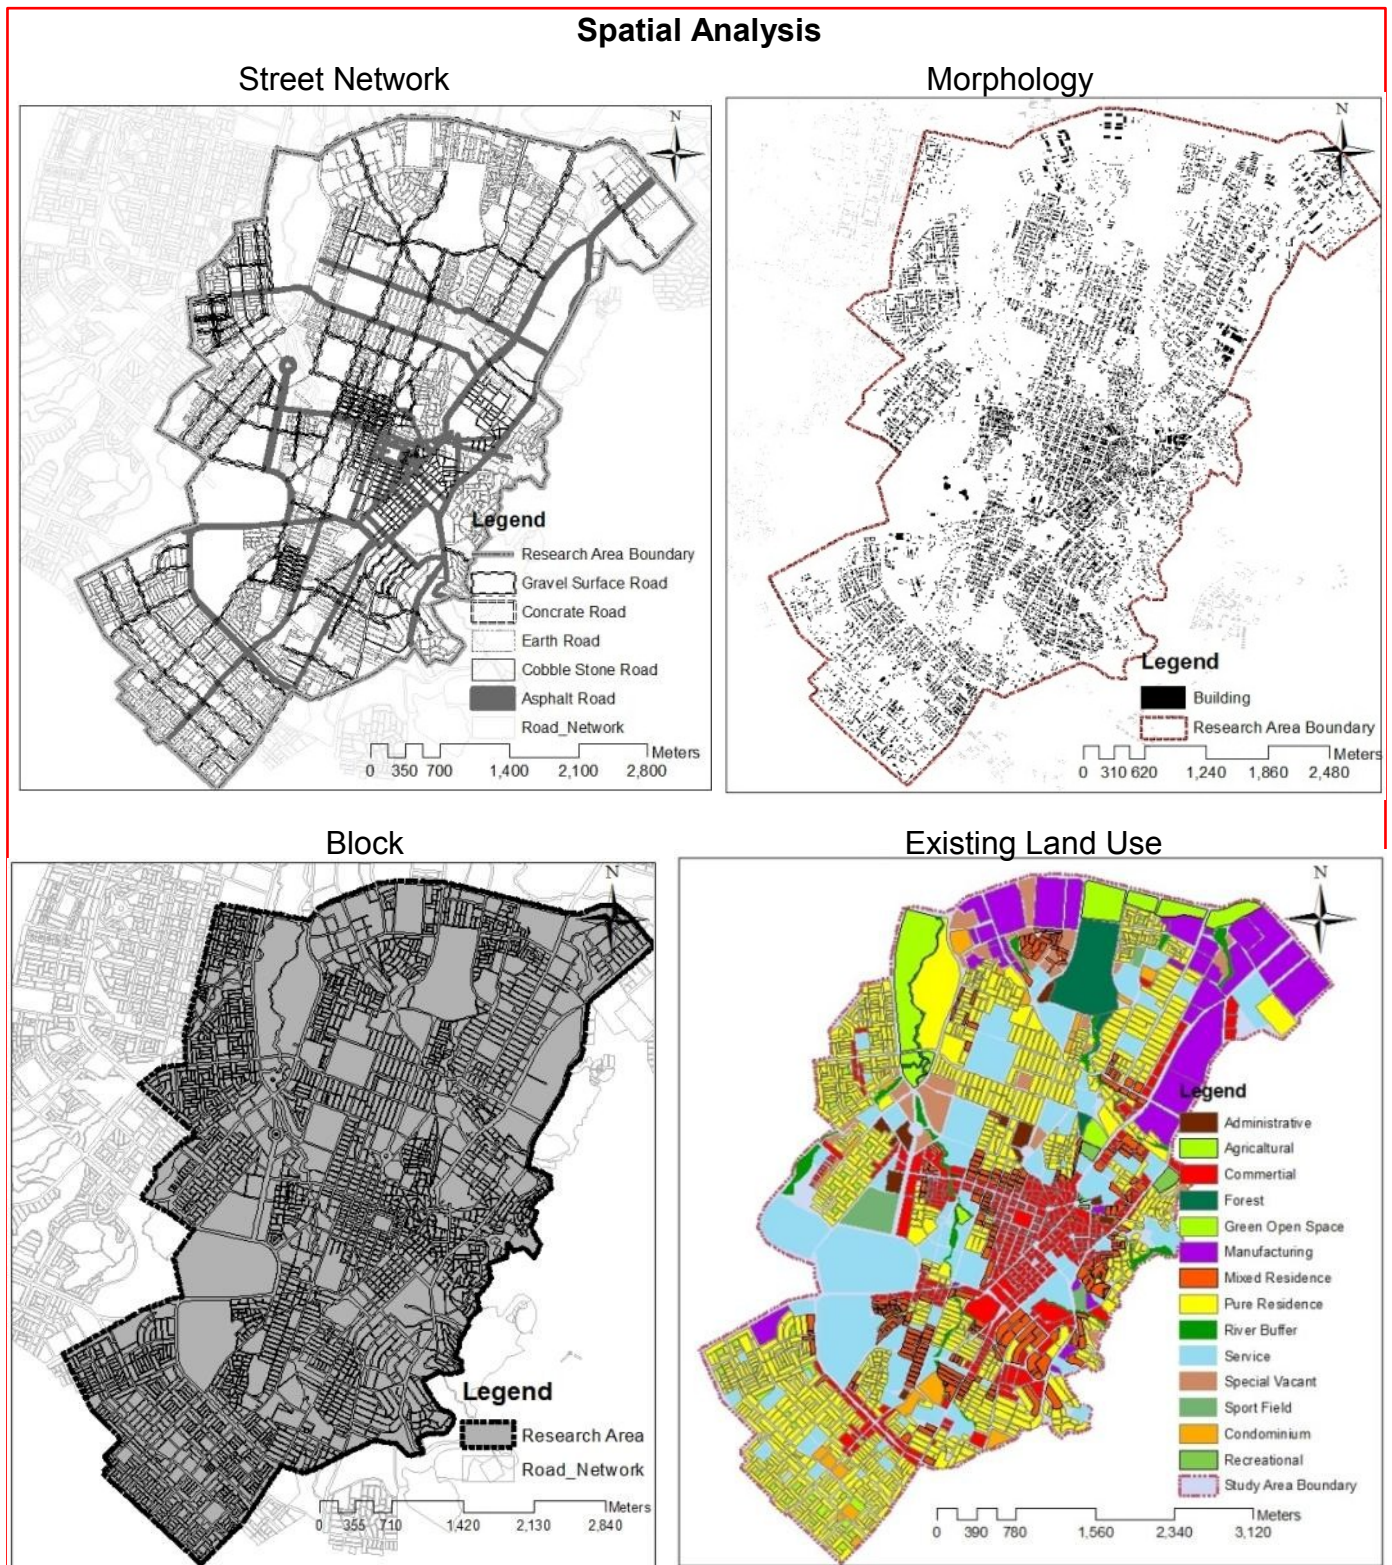 Spatial Analysis
Street Network
Morphology
N
Legend
Research Area Boundary
Gravel Surface Road
Concrate Road
Earth Road
Cobble Stone Road
Asphalt Road
Road_Network
Meters
0 350 700 1,400 2,100 2,800
N
Legend
Building
Research Area Boundary
Meters
0 310 620 1,240 1,860 2,480
Block
Existing Land Use
N
Legend
Research Area
Road_Network
Meters
0 355 710 1,420 2,130 2,840
N
Legend
Administrative
Agricaltural
Commertial
Forest
Green Open Space
Manufacturing
Mixed Residence
Pure Residence
River Buffer
Service
Special Vacant
Sport Field
Condominium
Recreational
Study Area Boundary
Meters
0 390 780 1,560 2,340 3,120